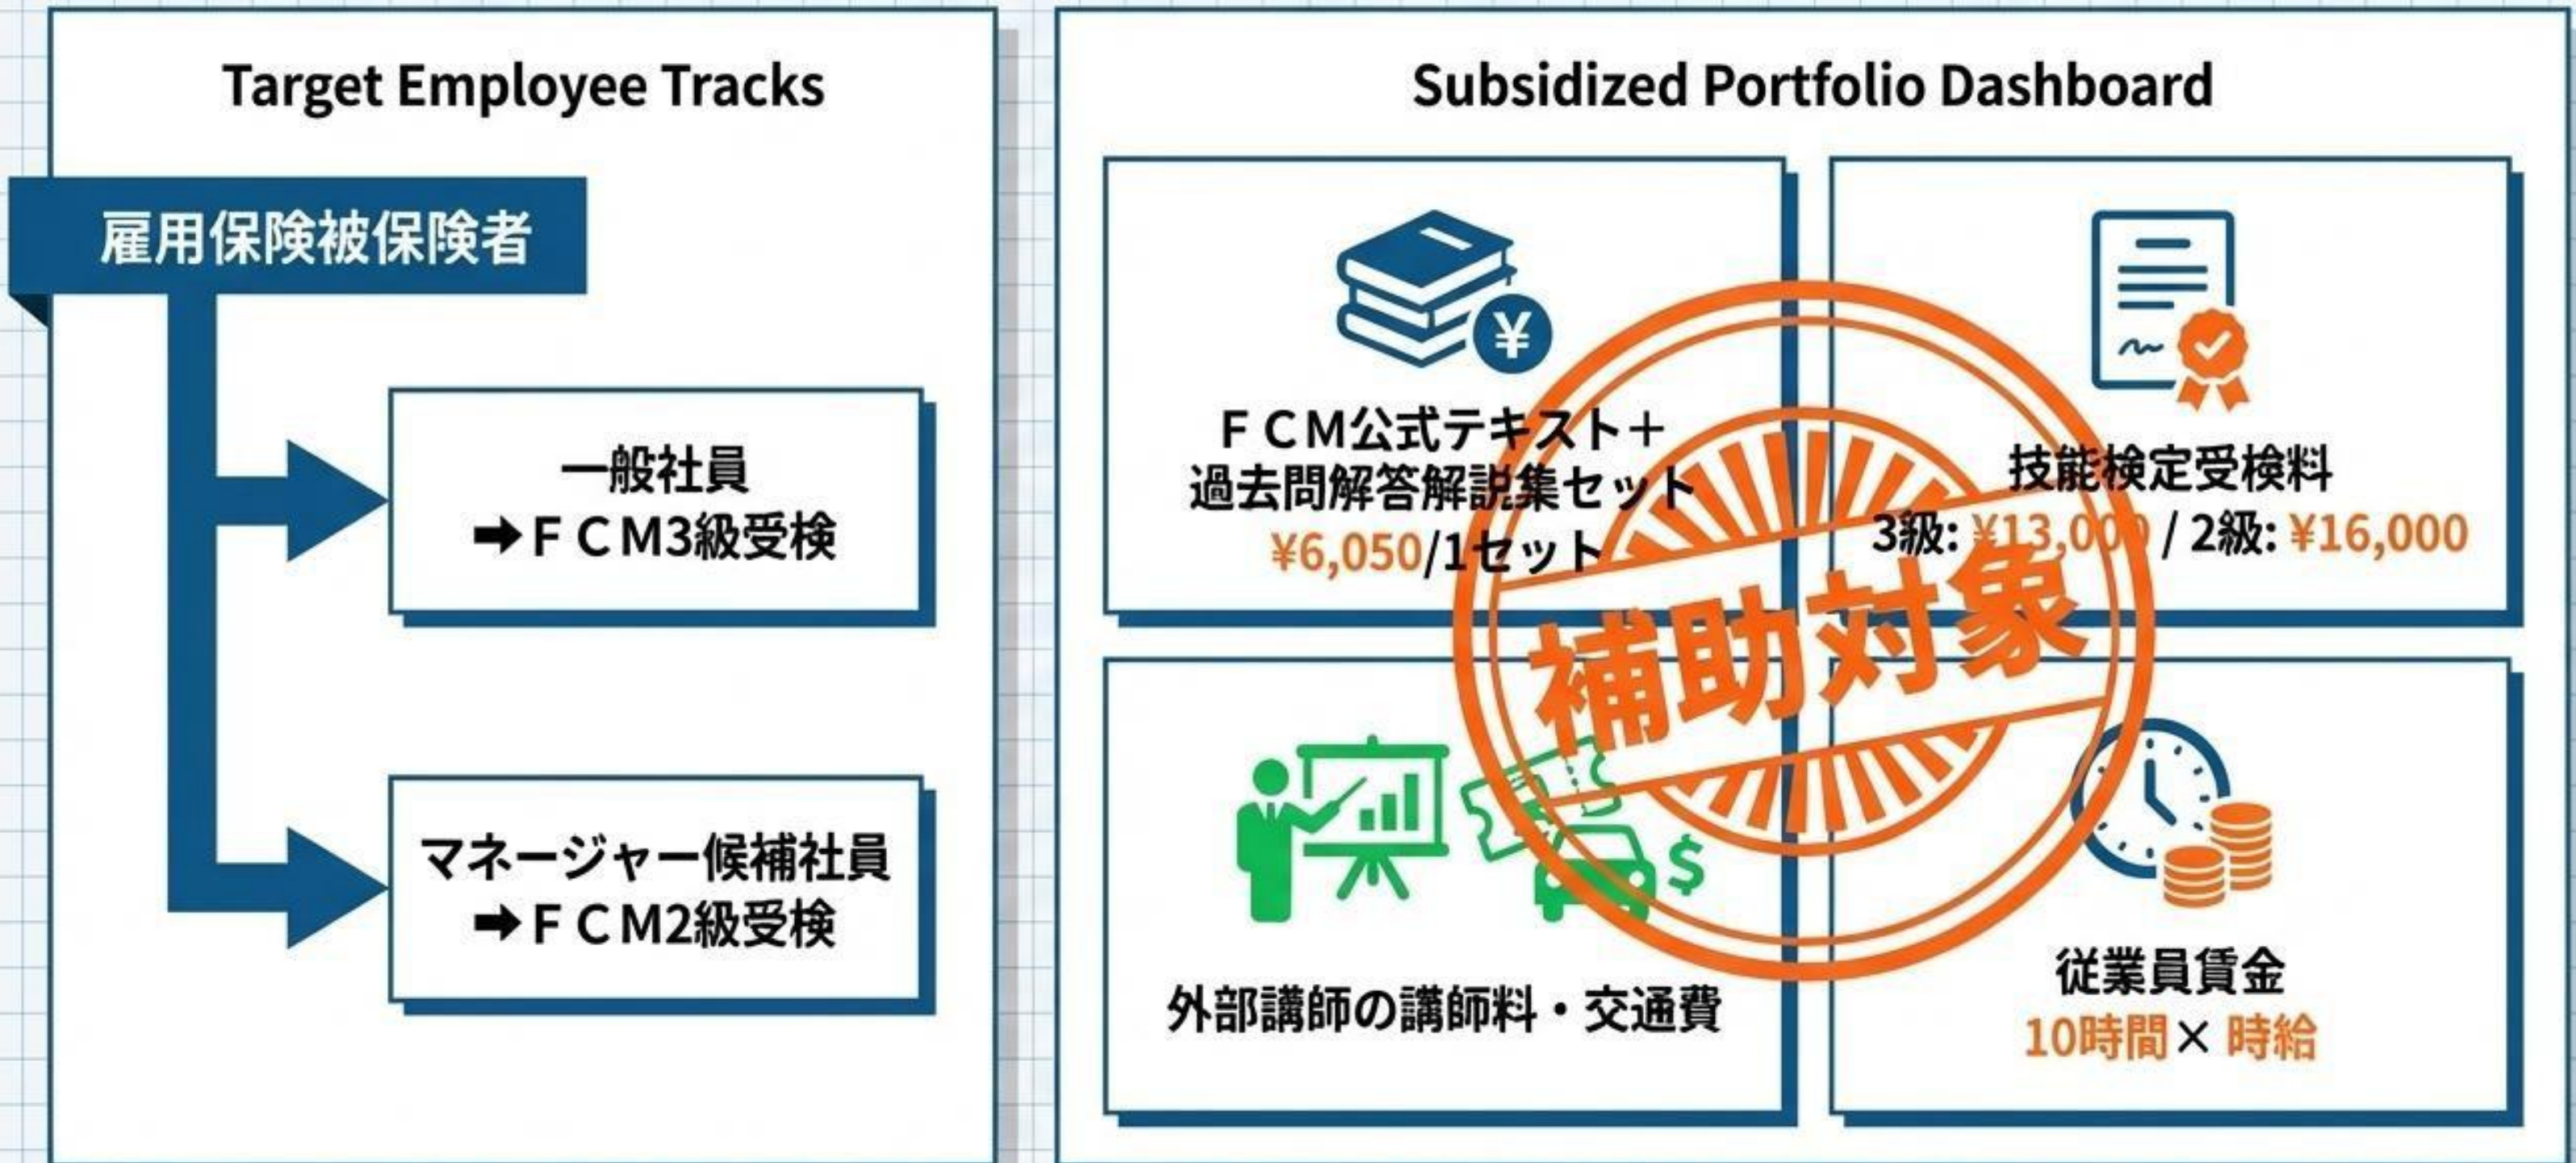 Target Employee Tracks
雇用保険被保険者
一般社員
➡ＦＣＭ3級受検
マネージャー候補社員
➡ＦＣＭ2級受検
Subsidized Portfolio Dashboard
¥
ＦＣＭ公式テキスト＋
過去問解答解説集セット
¥6,050/1セット
技能検定受検料
3級: ¥13,000 / 2級: ¥16,000
補助対象
$
外部講師の講師料・交通費
従業員賃金
10時間×時給